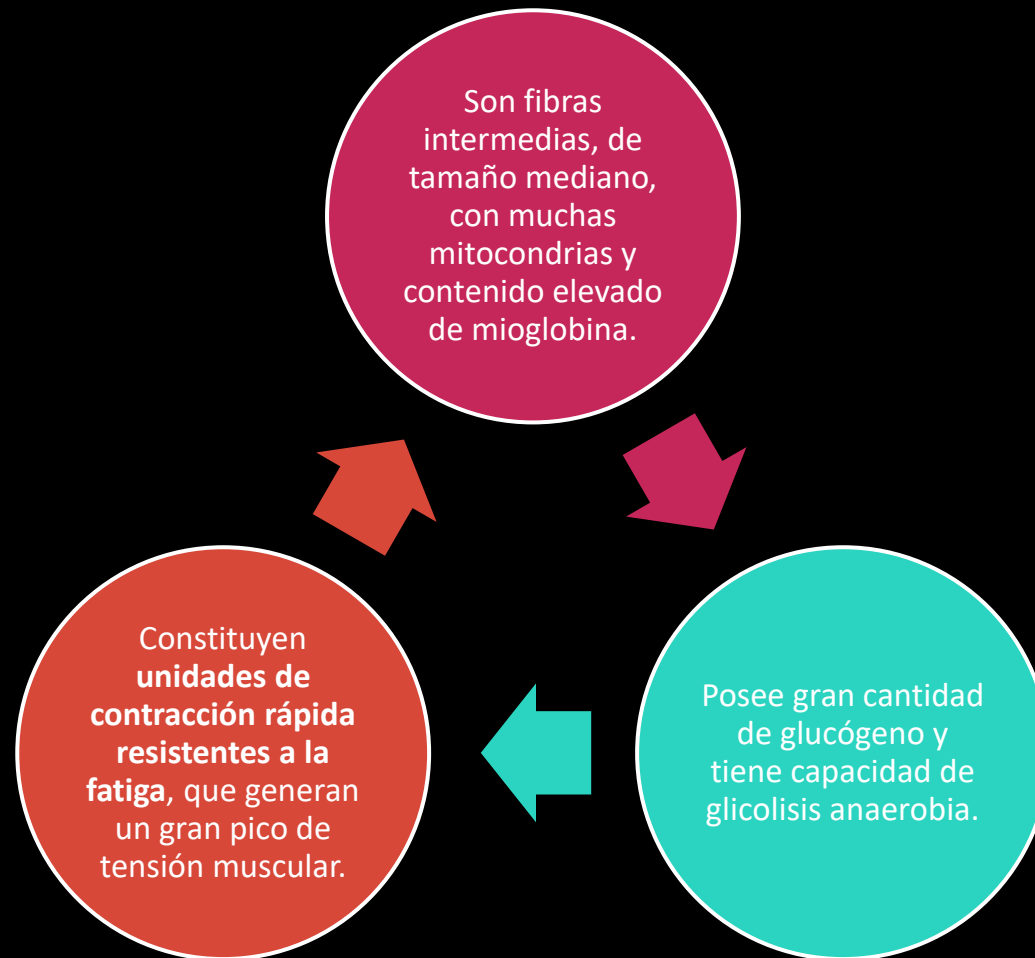 Son fibras
intermedias, de
tamaño mediano,
con muchas
mitocondrias y
contenido elevado
de mioglobina.
Posee gran cantidad
de glucógeno y
tiene capacidad de
glicolisis anaerobia.
Constituyen
unidades de
contracción rápida
resistentes a la
fatiga, que generan
un gran pico de
tensión muscular.